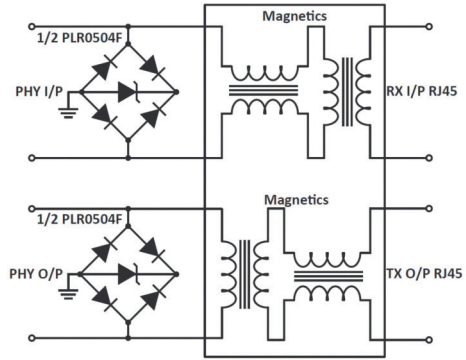 Magnetics
1/2 PLR0504F
PHY I/P
RX I/P RJ45
Magnetics
1/2 PLR0504F
PHY O/P
TX O/P RJ45